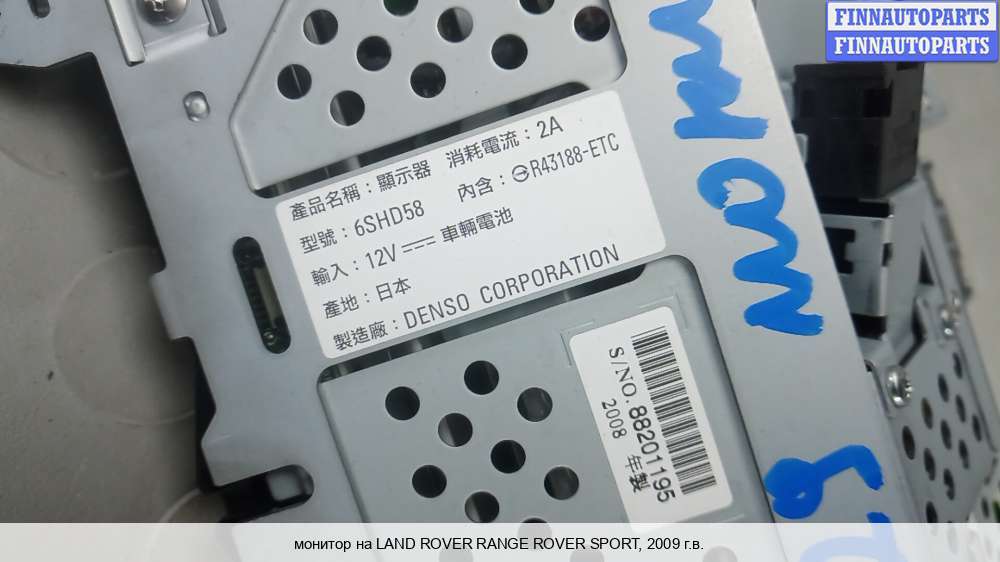 FINNAUTOPARTS
FINNAUTOPARTS
產品名稱：顯示器 消耗電流：2A
型號：6SHD58 內含：R43188-ETC
輸入：12V 車輛電池
產地：日本
製造廠：DENSO CORPORATION
S/NO. 88201195
2008 年製
монитор на LAND ROVER RANGE ROVER SPORT, 2009 г.в.